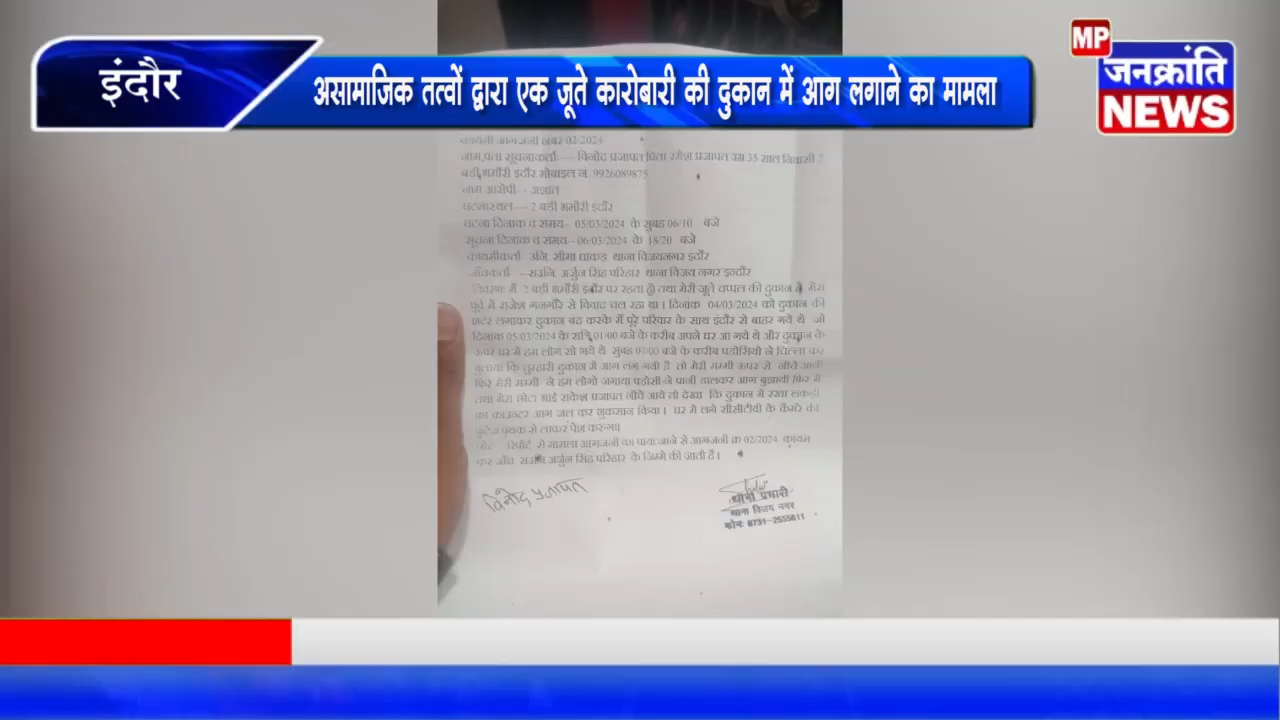 इंदौर
असामाजिक तत्वों द्वारा एक जूते कारोबारी की दुकान में आग लगाने का मामला
MP
जनक्रांति
NEWS
कायमी आगजनी नंबर 02/2024
नाम,पता सूचनाकर्ता---- विनोद प्रजापत पिता रमेश प्रजापत उम्र 35 साल निवासी 2
बडी भमौरी इंदौर मोबाइल न. 9926089875
नाम आरोपी-- अज्ञात
घटनास्थल---- 2 बडी भमौरी इंदौर
घटना दिनांक व समय-- 05/03/2024 के सुबह 06/10 बजे
सूचना दिनांक व समय-- 06/03/2024 के 18/20 बजे
कायमीकर्ता-- उनि. सीमा धाकड़ थाना विजयनगर इंदौर
जाँचकर्ता --सउनि. अर्जुन सिंह परिहार थाना विजय नगर इन्दौर
विवरण: मैं 2 बडी भमौरी इंदौर पर रहता हूँ। तथा मेरी जूते चप्पल की दुकान है मेरा
पूर्व में राजेश गनगौर से विवाद चल रहा था। दिनांक 04/03/2024 को दुकान की
शटर लगाकर दुकान बंद करके मैं पूरे परिवार के साथ इंदौर से बाहर गये थे जो
दिनांक 05/03/2024 के रात्रि 01/00 बजे के करीब अपने घर आ गये थे और दुकान के
ऊपर घर में हम लोग सो गये थे सुबह 07/00 बजे के करीब पडोसियो ने चिल्ला कर
बुलाया कि तुम्हारी दुकान में आग लग गयी है तो मेरी मम्मी ऊपर से नीचे आयी
फिर मेरी मम्मी ने हम लोगो जगाया पडोसी ने पानी डालकर आग बुझायी फिर मैं
तथा मेरा छोटा भाई राकेश प्रजापत नीचे आये तो देखा कि दुकान में रखा लकडी
का काउन्टर आग जल कर नुकसान किया। घर में लगे सीसीटीवी के कैमरे का
फुटेज पृथक से लाकर पेश करुगा।
नोट-- रिपोर्ट से मामला आगजनी का पाया जाने से आगजनी क्र 02/2024 कायम
कर जाँच सउनि. अर्जुन सिंह परिहार के जिम्मे की जाती है।
विनोद प्रजापत
थाना प्रभारी
थाना विजय नगर
फोन: 0731-2555611